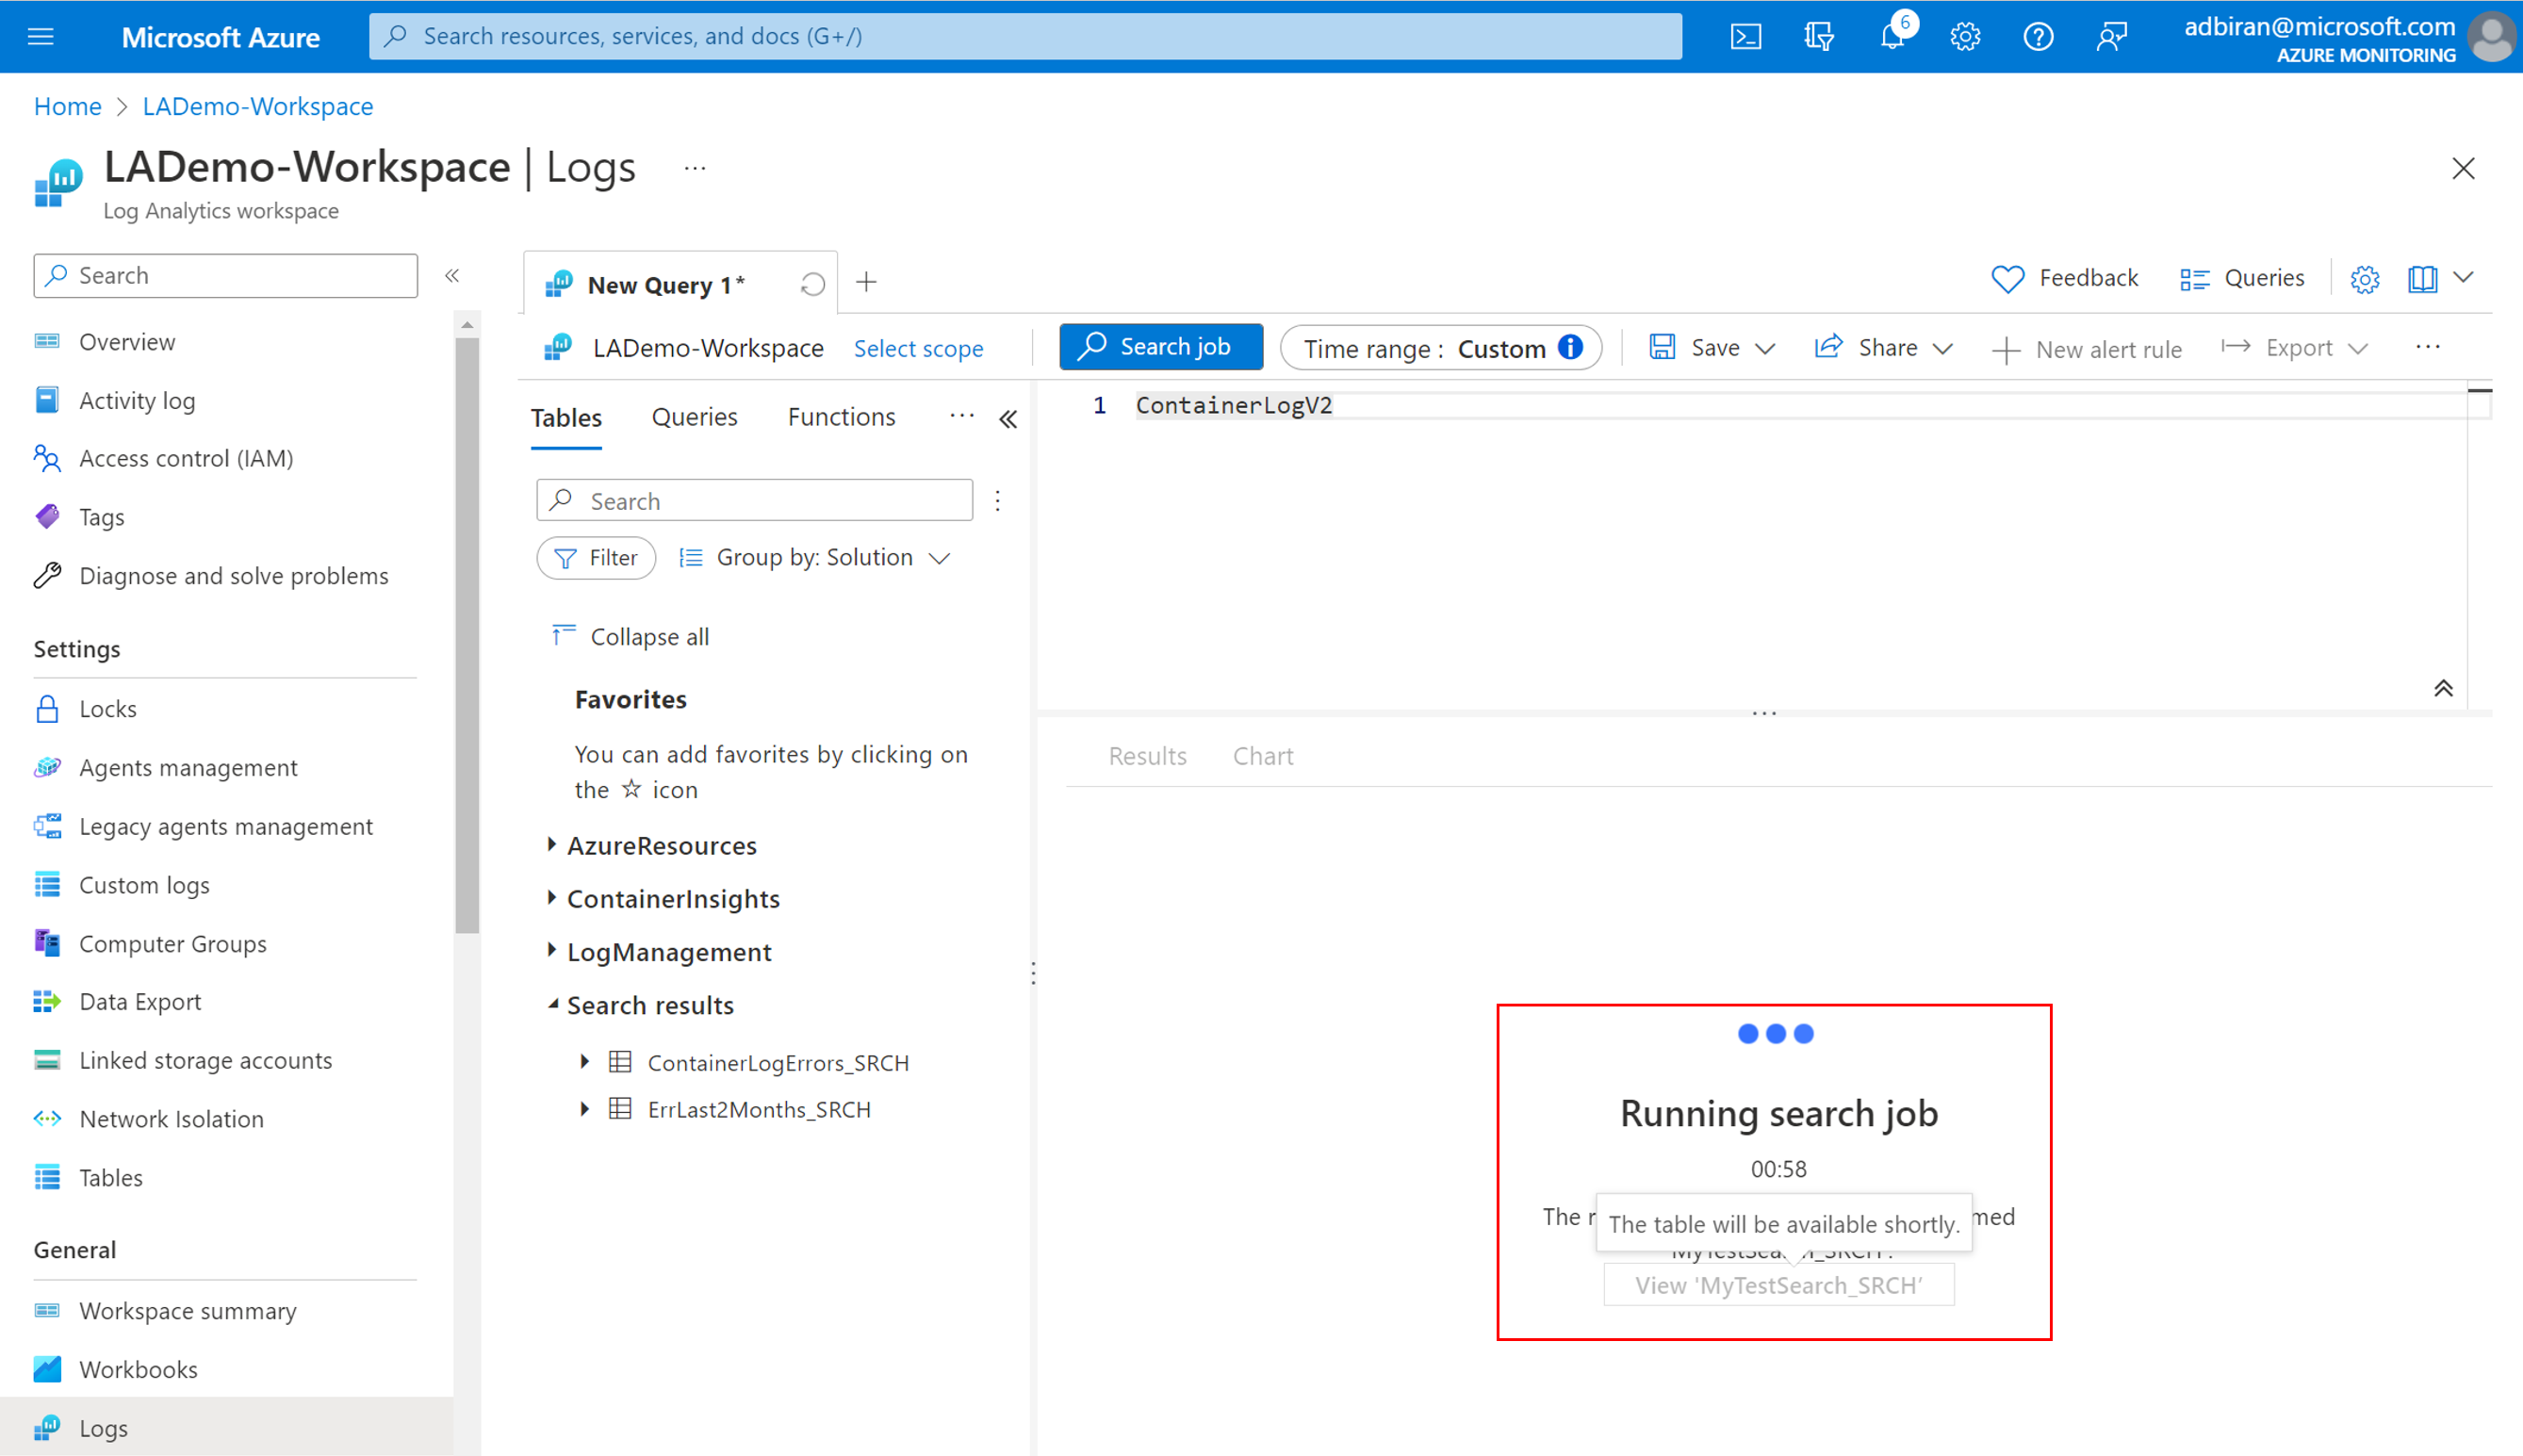 Microsoft Azure
Search resources, services, and docs (G+/)
6
adbiran@microsoft.com
AZURE MONITORING
Home > LADemo-Workspace
LADemo-Workspace | Logs ...
Log Analytics workspace
Search
«
Overview
Activity log
Access control (IAM)
Tags
Diagnose and solve problems
Settings
Locks
Agents management
Legacy agents management
Custom logs
Computer Groups
Data Export
Linked storage accounts
Network Isolation
Tables
General
Workspace summary
Workbooks
Logs
New Query 1*
+
Feedback
Queries
LADemo-Workspace
Select scope
Search job
Time range : Custom
Save
Share
New alert rule
Export
...
Tables
Queries
Functions
...
«
Search
Filter
Group by: Solution
Collapse all
Favorites
You can add favorites by clicking on
the ☆ icon
AzureResources
ContainerInsights
LogManagement
Search results
ContainerLogErrors_SRCH
ErrLast2Months_SRCH
1 ContainerLogV2
Results
Chart
Running search job
00:58
The
The table will be available shortly.
View 'MyTestSearch_SRCH'